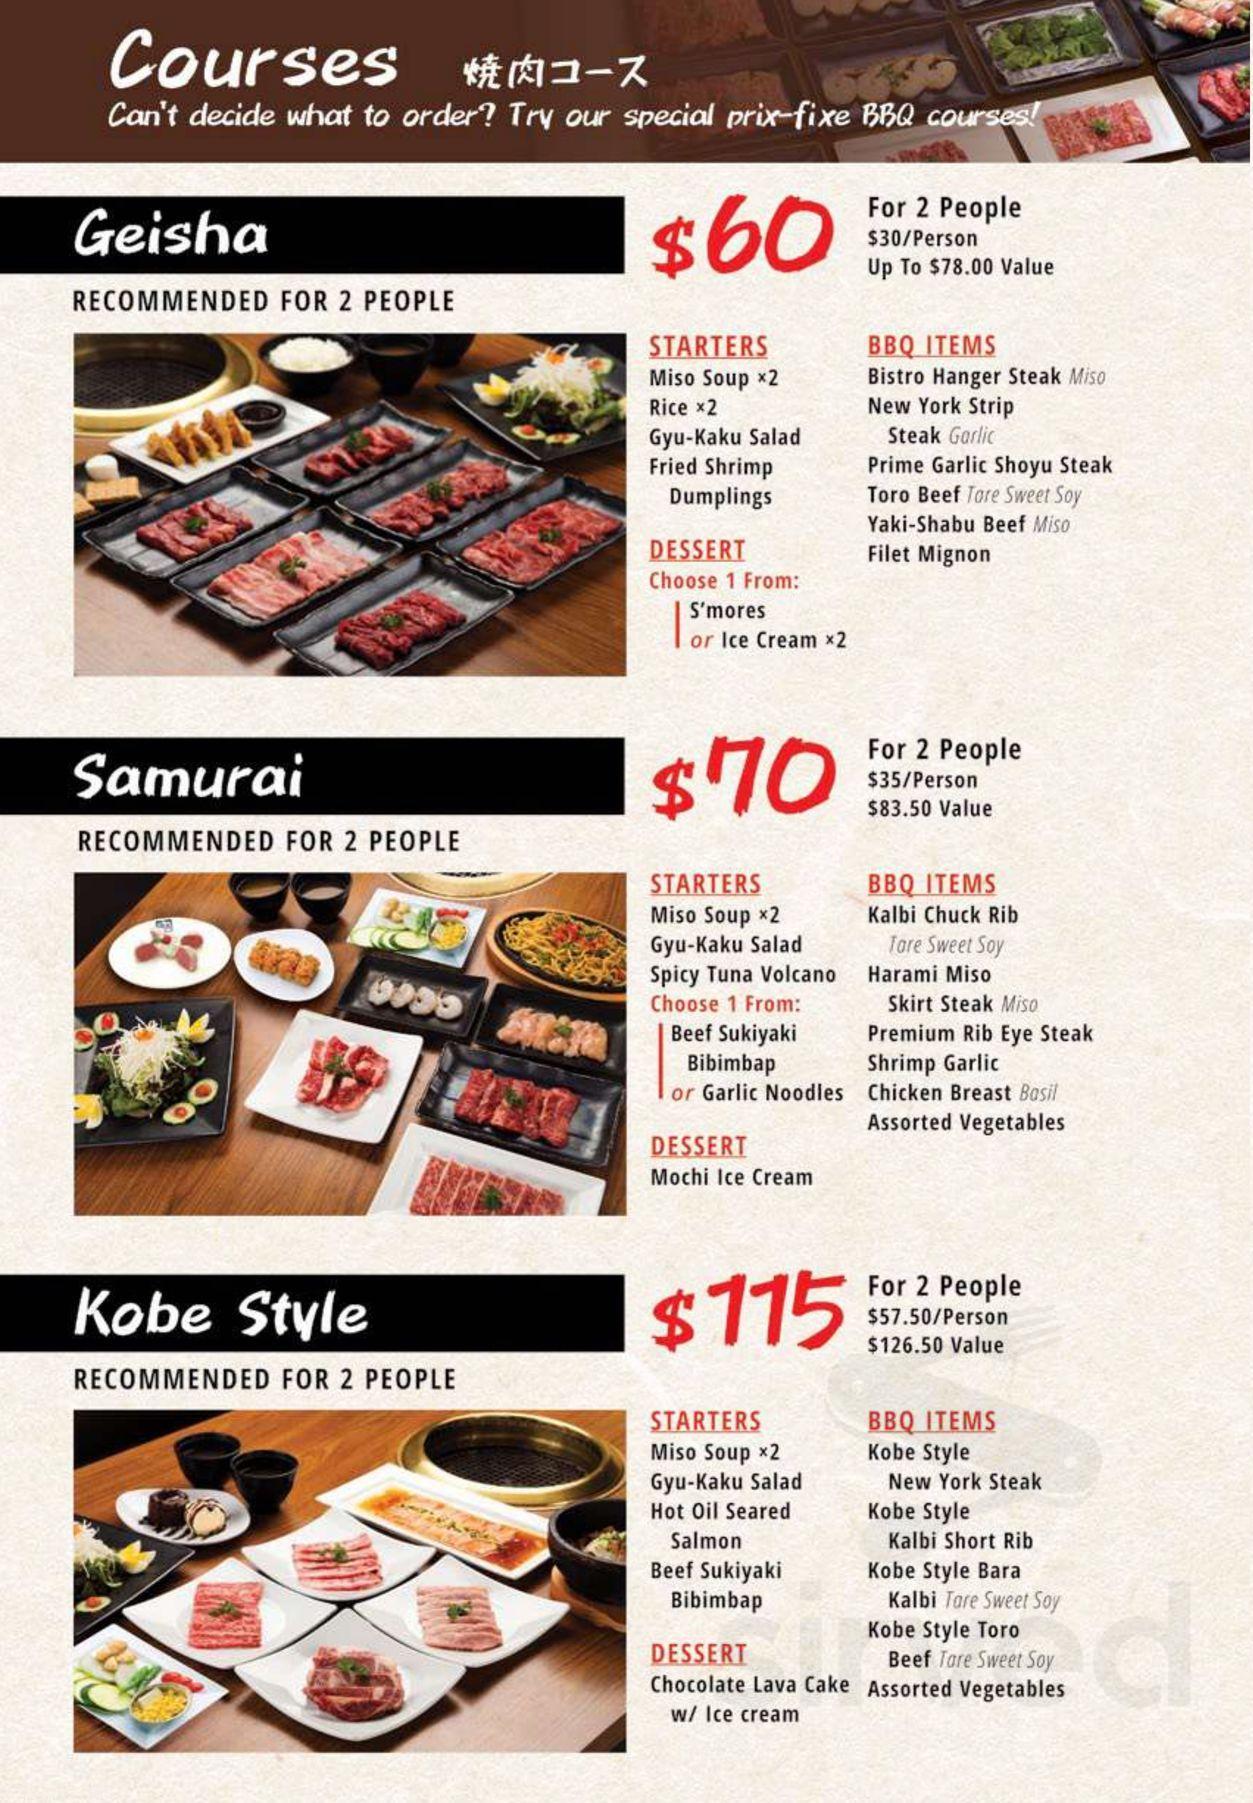 Courses 焼肉コース
Can't decide what to order? Try our special prix-fixe BBQ courses!
Geisha
$60
For 2 People
$30/Person
Up To $78.00 Value
RECOMMENDED FOR 2 PEOPLE
STARTERS
Miso Soup ×2
Rice ×2
Gyu-Kaku Salad
Fried Shrimp
Dumplings
DESSERT
Choose 1 From:
S'mores
or Ice Cream ×2
BBQ ITEMS
Bistro Hanger Steak Miso
New York Strip
Steak Garlic
Prime Garlic Shoyu Steak
Toro Beef Tare Sweet Soy
Yaki-Shabu Beef Miso
Filet Mignon
Samurai
$70
For 2 People
$35/Person
$83.50 Value
RECOMMENDED FOR 2 PEOPLE
STARTERS
Miso Soup ×2
Gyu-Kaku Salad
Spicy Tuna Volcano
Choose 1 From:
Beef Sukiyaki
Bibimbap
or Garlic Noodles
DESSERT
Mochi Ice Cream
BBQ ITEMS
Kalbi Chuck Rib
Tare Sweet Soy
Harami Miso
Skirt Steak Miso
Premium Rib Eye Steak
Shrimp Garlic
Chicken Breast Basil
Assorted Vegetables
Kobe Style
$115
For 2 People
$57.50/Person
$126.50 Value
RECOMMENDED FOR 2 PEOPLE
STARTERS
Miso Soup ×2
Gyu-Kaku Salad
Hot Oil Seared
Salmon
Beef Sukiyaki
Bibimbap
DESSERT
Chocolate Lava Cake
w/ Ice cream
BBQ ITEMS
Kobe Style
New York Steak
Kobe Style
Kalbi Short Rib
Kobe Style Bara
Kalbi Tare Sweet Soy
Kobe Style Toro
Beef Tare Sweet Soy
Assorted Vegetables